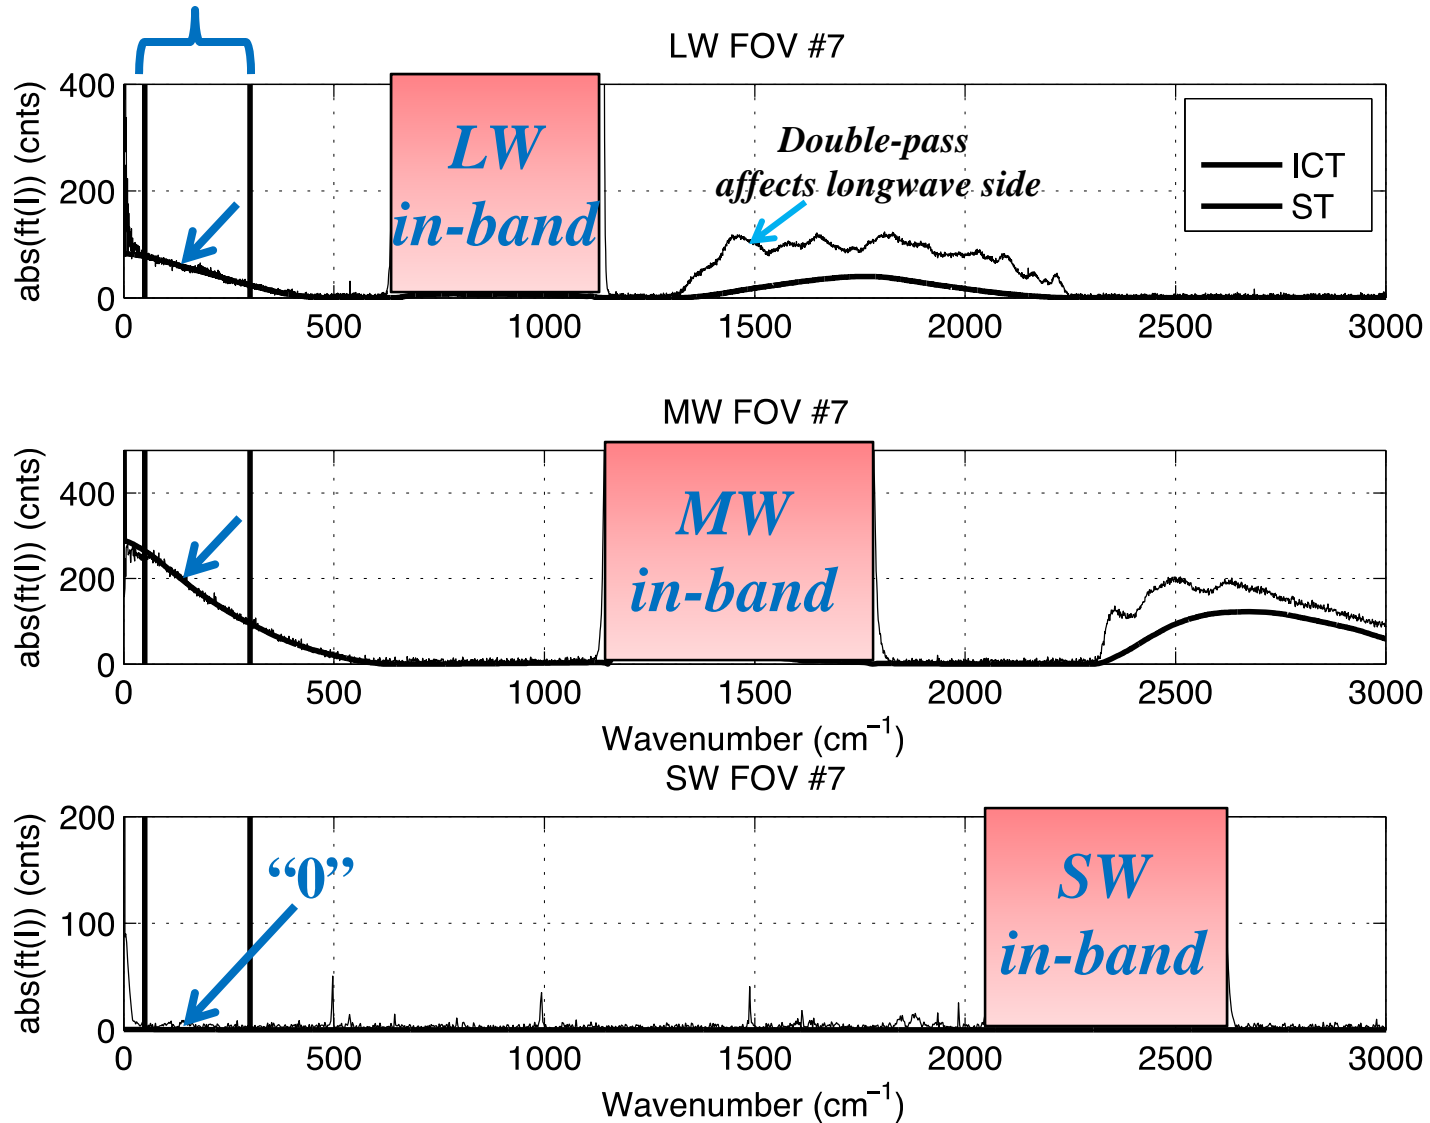 LW FOV #7
abs(ft(I)) (cnts)
400
200
0
LW
in-band
Double-pass
affects longwave side
ICT
ST
0 500 1000 1500 2000 2500 3000
MW FOV #7
abs(ft(I)) (cnts)
400
200
0
MW
in-band
0 500 1000 1500 2000 2500 3000
Wavenumber (cm⁻¹)
SW FOV #7
abs(ft(I)) (cnts)
200
100
0
“0”
SW
in-band
0 500 1000 1500 2000 2500 3000
Wavenumber (cm⁻¹)